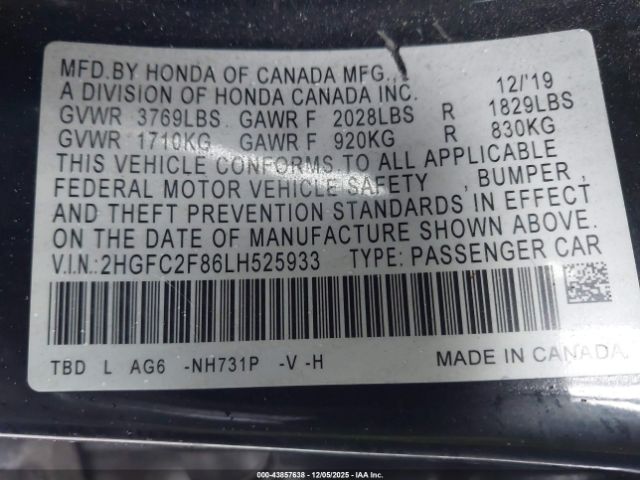 MFD.BY HONDA OF CANADA MFG., 12/'19
A DIVISION OF HONDA CANADA INC.
GVWR 3769LBS GAWR F 2028LBS R 1829LBS
GVWR 1710KG GAWR F 920KG R 830KG
THIS VEHICLE CONFORMS TO ALL APPLICABLE
FEDERAL MOTOR VEHICLE SAFETY , BUMPER ,
AND THEFT PREVENTION STANDARDS IN EFFECT
ON THE DATE OF MANUFACTURE SHOWN ABOVE.
V.I.N.:2HGFC2F86LH525933 TYPE: PASSENGER CAR
TBD L AG6 -NH731P -V -H MADE IN CANADA
00-43857638 - 12/05/2025 - IAA Inc.